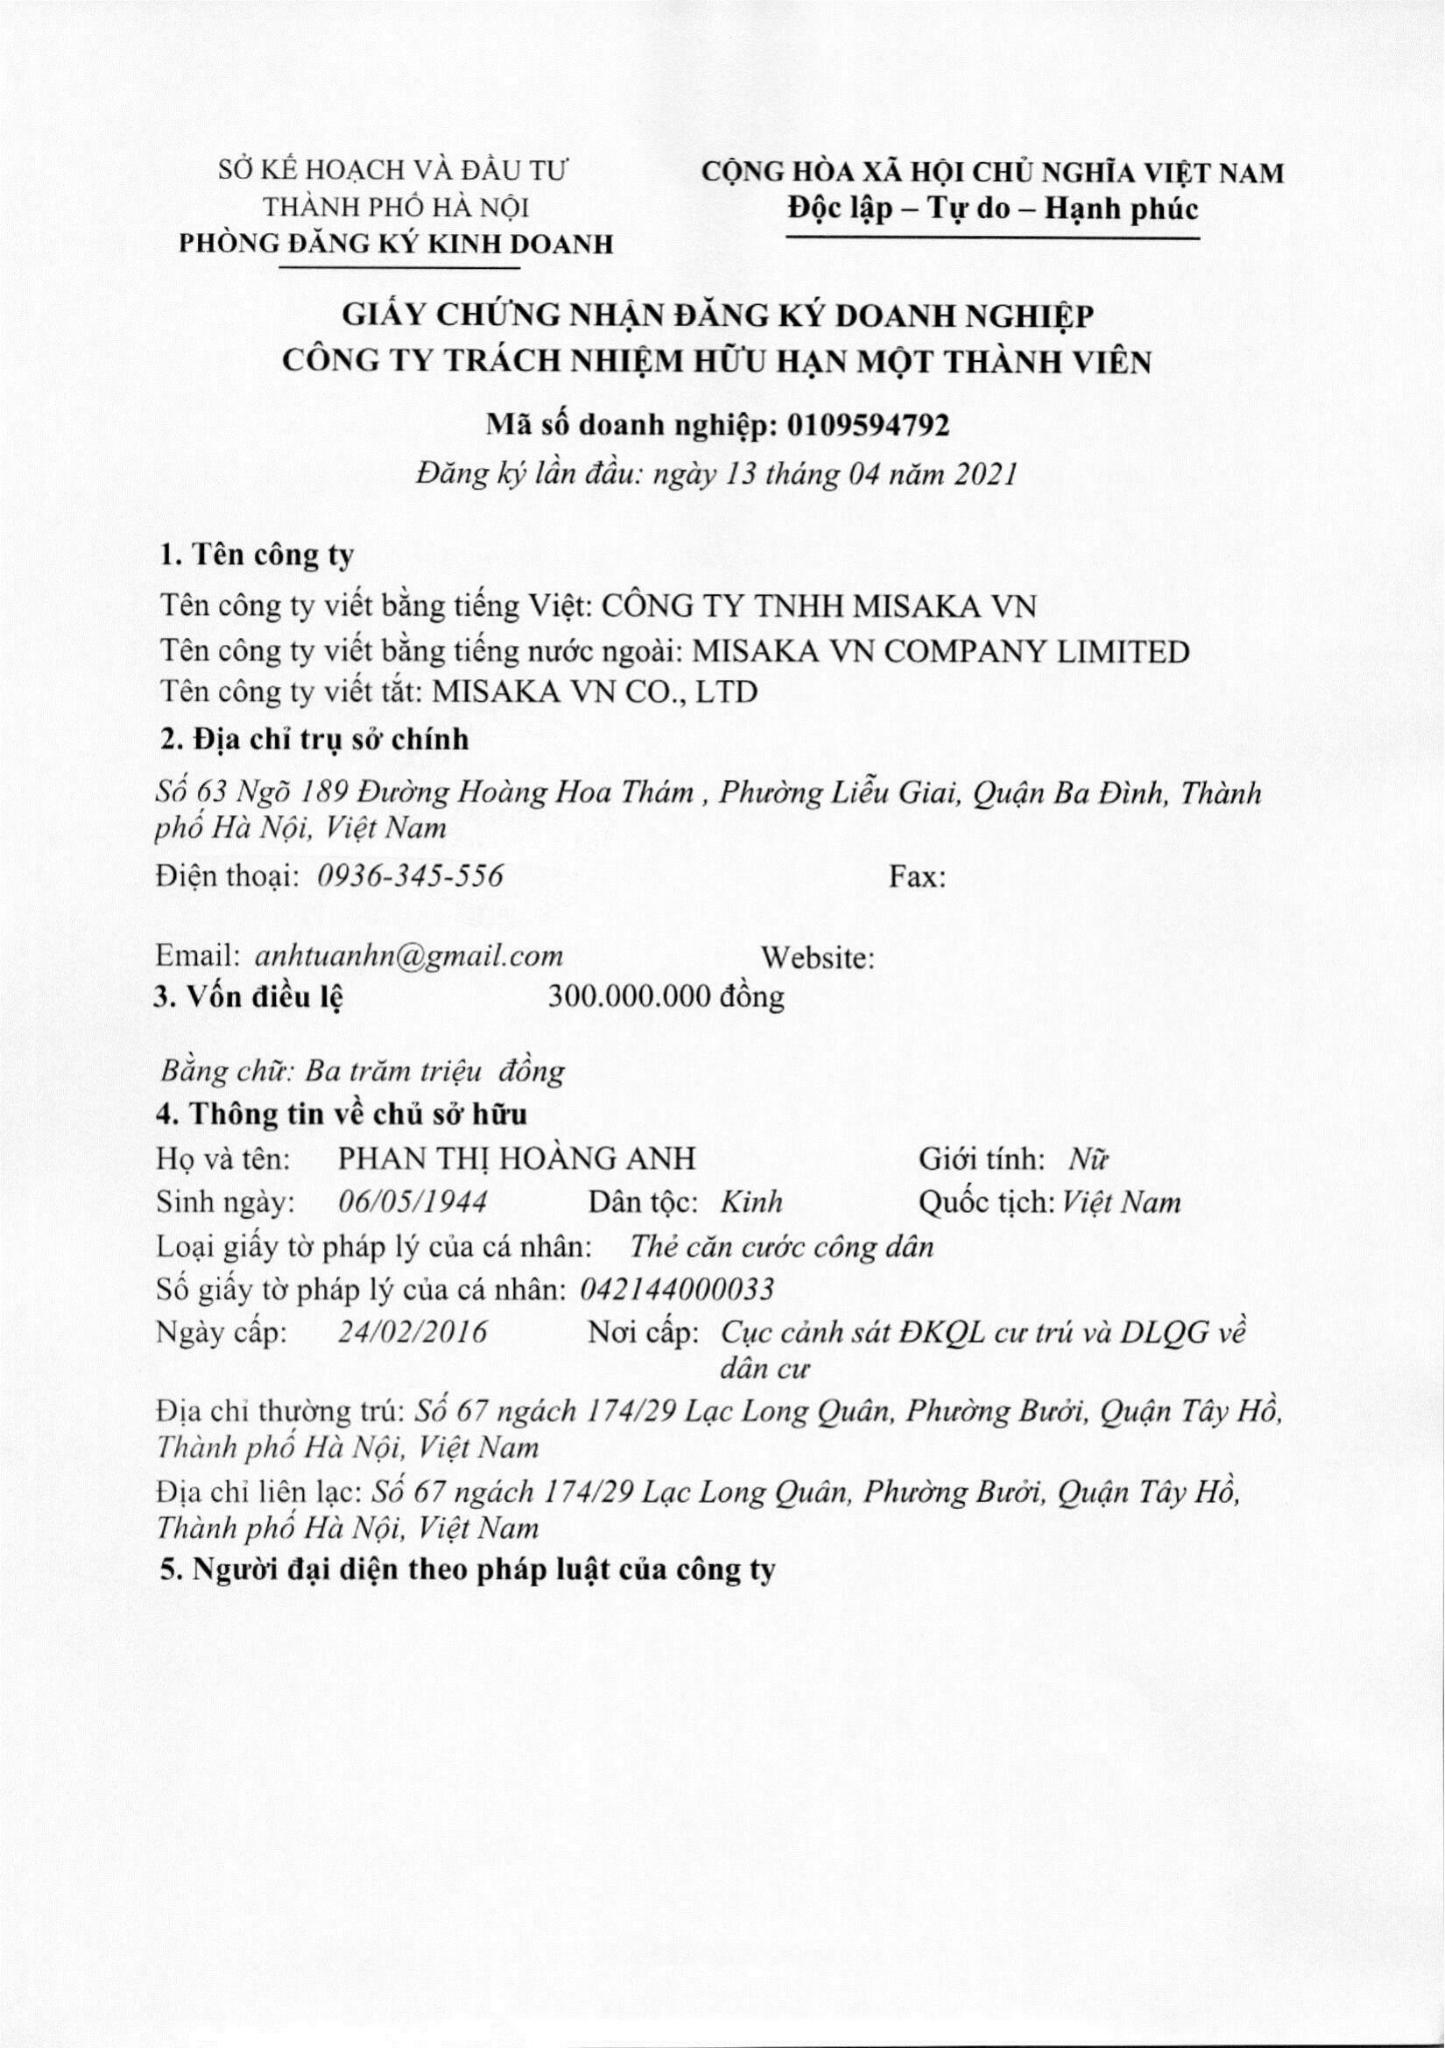 SỞ KẾ HOẠCH VÀ ĐẦU TƯ
THÀNH PHỐ HÀ NỘI
PHÒNG ĐĂNG KÝ KINH DOANH
CỘNG HÒA XÃ HỘI CHỦ NGHĨA VIỆT NAM
Độc lập – Tự do – Hạnh phúc
GIẤY CHỨNG NHẬN ĐĂNG KÝ DOANH NGHIỆP
CÔNG TY TRÁCH NHIỆM HỮU HẠN MỘT THÀNH VIÊN
Mã số doanh nghiệp: 0109594792
Đăng ký lần đầu: ngày 13 tháng 04 năm 2021
1. Tên công ty
Tên công ty viết bằng tiếng Việt: CÔNG TY TNHH MISAKA VN
Tên công ty viết bằng tiếng nước ngoài: MISAKA VN COMPANY LIMITED
Tên công ty viết tắt: MISAKA VN CO., LTD
2. Địa chỉ trụ sở chính
Số 63 Ngõ 189 Đường Hoàng Hoa Thám , Phường Liễu Giai, Quận Ba Đình, Thành
phố Hà Nội, Việt Nam
Điện thoại: 0936-345-556 Fax:
Email: anhtuanhn@gmail.com Website:
3. Vốn điều lệ 300.000.000 đồng
Bằng chữ: Ba trăm triệu đồng
4. Thông tin về chủ sở hữu
Họ và tên: PHAN THỊ HOÀNG ANH Giới tính: Nữ
Sinh ngày: 06/05/1944 Dân tộc: Kinh Quốc tịch: Việt Nam
Loại giấy tờ pháp lý của cá nhân: Thẻ căn cước công dân
Số giấy tờ pháp lý của cá nhân: 042144000033
Ngày cấp: 24/02/2016 Nơi cấp: Cục cảnh sát ĐKQL cư trú và DLQG về
dân cư
Địa chỉ thường trú: Số 67 ngách 174/29 Lạc Long Quân, Phường Bưởi, Quận Tây Hồ,
Thành phố Hà Nội, Việt Nam
Địa chỉ liên lạc: Số 67 ngách 174/29 Lạc Long Quân, Phường Bưởi, Quận Tây Hồ,
Thành phố Hà Nội, Việt Nam
5. Người đại diện theo pháp luật của công ty